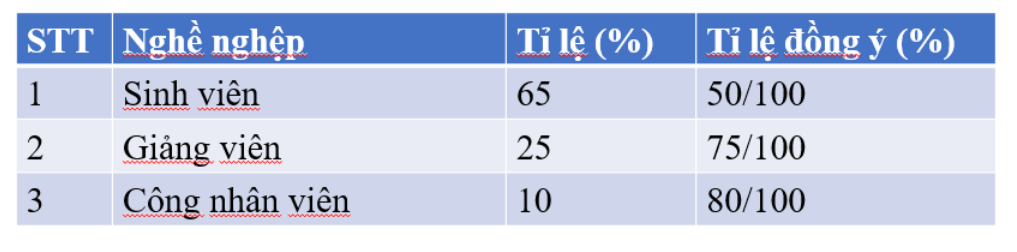 STT Nghề nghệp Tỉ lệ (%) Tỉ lệ đồng ý (%)
1 Sinh viên 65 50/100
2 Giảng viên 25 75/100
3 Công nhân viên 10 80/100